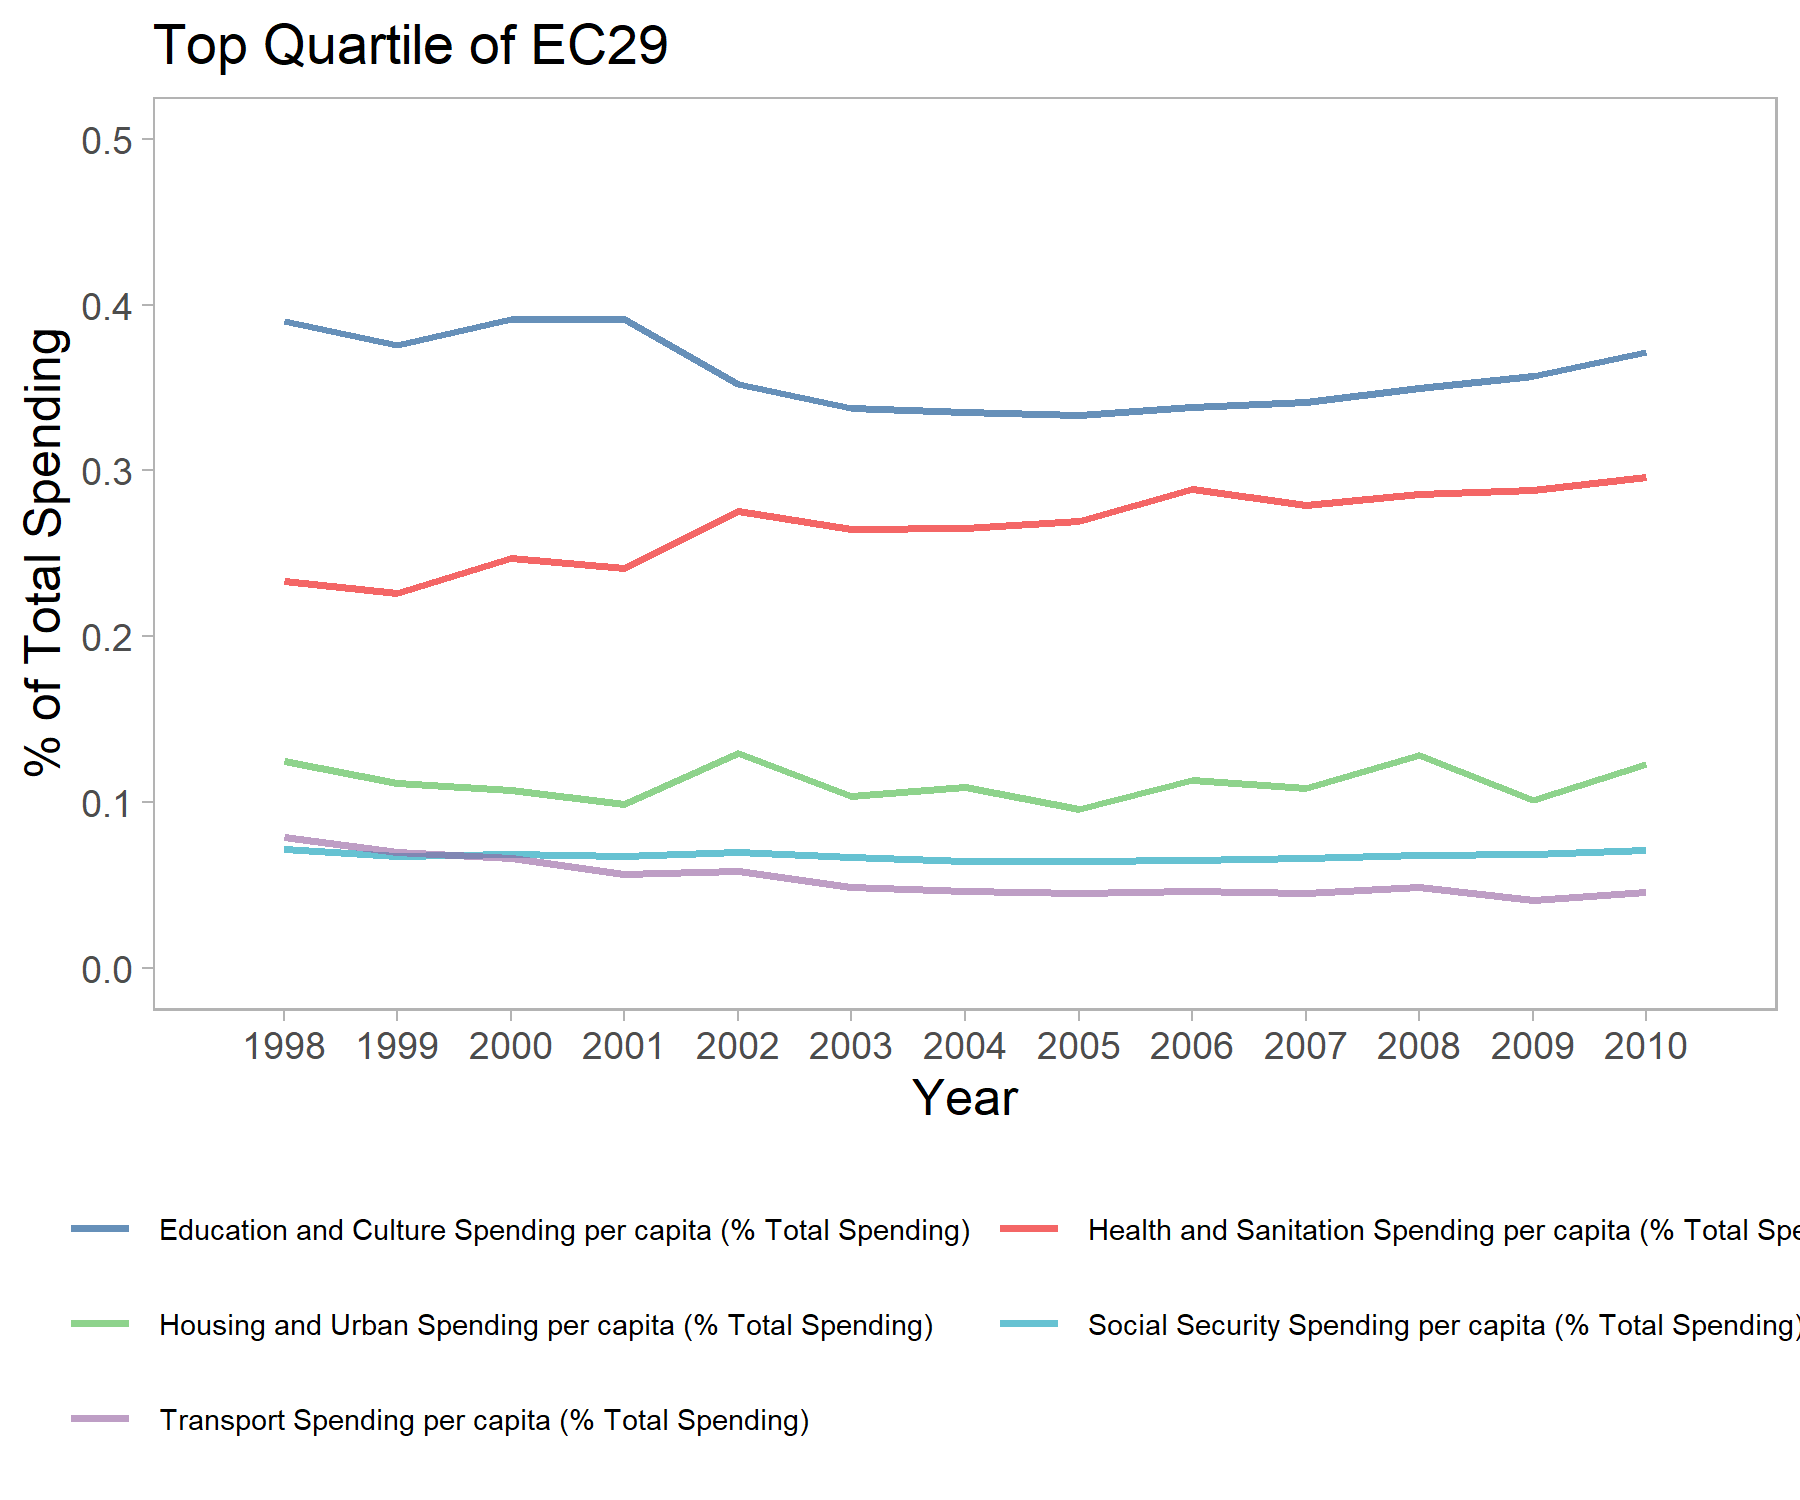 Top Quartile of EC29
% of Total Spending
0.5
0.4
0.3
0.2
0.1
0.0
1998 1999 2000 2001 2002 2003 2004 2005 2006 2007 2008 2009 2010
Year
Education and Culture Spending per capita (% Total Spending) Health and Sanitation Spending per capita (% Total Spe
Housing and Urban Spending per capita (% Total Spending) Social Security Spending per capita (% Total Spending)
Transport Spending per capita (% Total Spending)